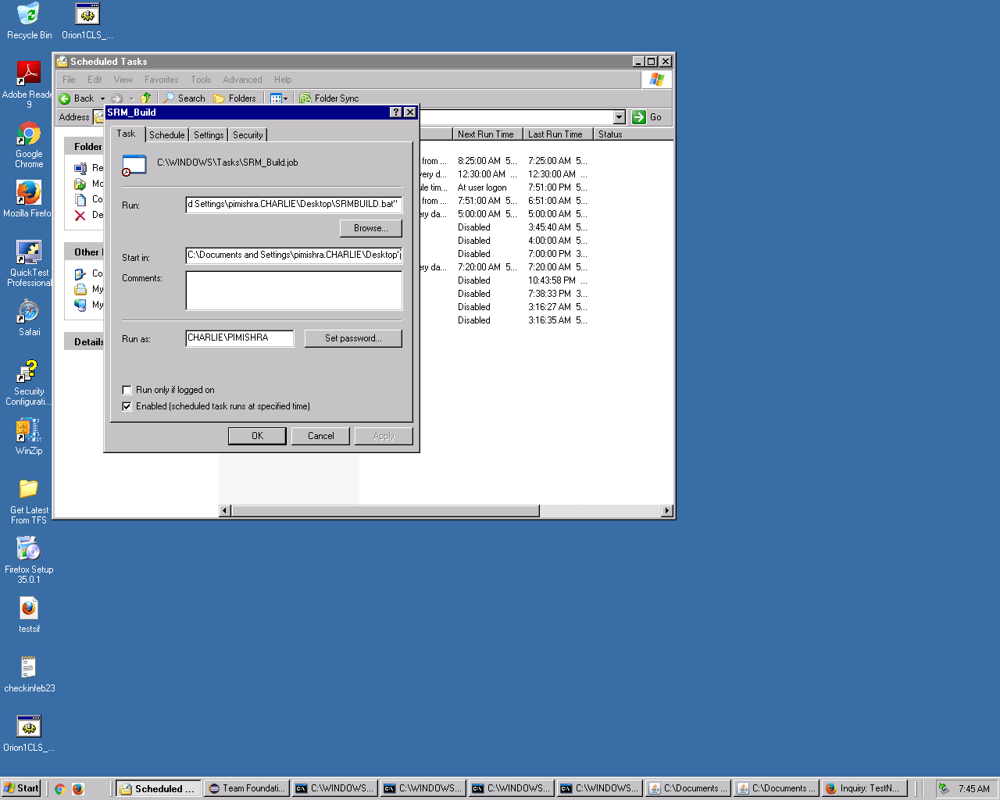 Recycle Bin
Orion1CLS_...
Adobe Reade
9
Google
Chrome
Mozilla Firefo
QuickTest
Professional
Safari
Security
Configurati...
WinZip
Get Latest
From TFS
Firefox Setup
35.0.1
testsif
checkinfeb23
Orion1CLS_...
Scheduled Tasks
File Edit View Favorites Tools Advanced Help
Back Search Folders Folder Sync
Address Go
Next Run Time Last Run Time Status
from ... 8:25:00 AM 5... 7:25:00 AM 5...
ery d... 12:30:00 AM ... 12:30:00 AM ...
ule tim... At user logon 7:51:00 PM 5...
from ... 7:51:00 AM 5... 6:51:00 AM 5...
ery da... 5:00:00 AM 5... 5:00:00 AM 5...
Disabled 3:45:40 AM 5...
Disabled 4:00:00 AM 5...
Disabled 7:00:00 PM 3...
ery da... 7:20:00 AM 5... 7:20:00 AM 5...
Disabled 10:43:58 PM ...
Disabled 7:38:33 PM 3...
Disabled 3:16:27 AM 5...
Disabled 3:16:35 AM 5...
Folder
Re
Mo
Co
De
Other
Co
My
My
Details
SRM_Build
Task Schedule Settings Security
C:\WINDOWS\Tasks\SRM_Build.job
Run: d Settings\pimishra.CHARLIE\Desktop\SRMBUILD.bat"
Browse...
Start in: C:\Documents and Settings\pimishra.CHARLIE\Desktop"
Comments:
Run as: CHARLIE\PIMISHRA Set password...
Run only if logged on
Enabled (scheduled task runs at specified time)
OK Cancel Apply
Start Scheduled ... Team Foundati... C:\WINDOWS... C:\WINDOWS... C:\WINDOWS... C:\WINDOWS... C:\Documents ... C:\Documents ... Inquiry: TestN... 7:45 AM